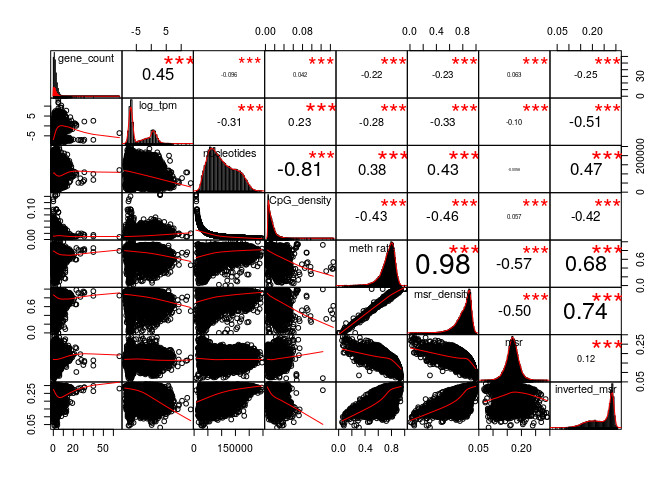 -5 5 15 0.00 0.08 0.0 0.4 0.8 0.05 0.20
gene_count *** *** *** *** *** *** ***
0.45 -0.096 0.042 -0.22 -0.23 0.063 -0.25
0 30
log_tpm *** *** *** *** *** ***
-0.31 0.23 -0.28 -0.33 -0.10 -0.51
-5 5
nucleotides *** *** *** ***
-0.81 0.38 0.43 0.47
0 200000
CpG_density *** *** *** ***
-0.43 -0.46 0.057 -0.42
0.00 0.10
meth rate *** *** ***
0.98 -0.57 0.68
0.0 0.6
msr_density *** ***
-0.50 0.74
0.0 0.6
msr ***
0.12
0.05 0.25
inverted_msr
0.05 0.25
0 20 50 0 150000 0.0 0.4 0.8 0.05 0.20